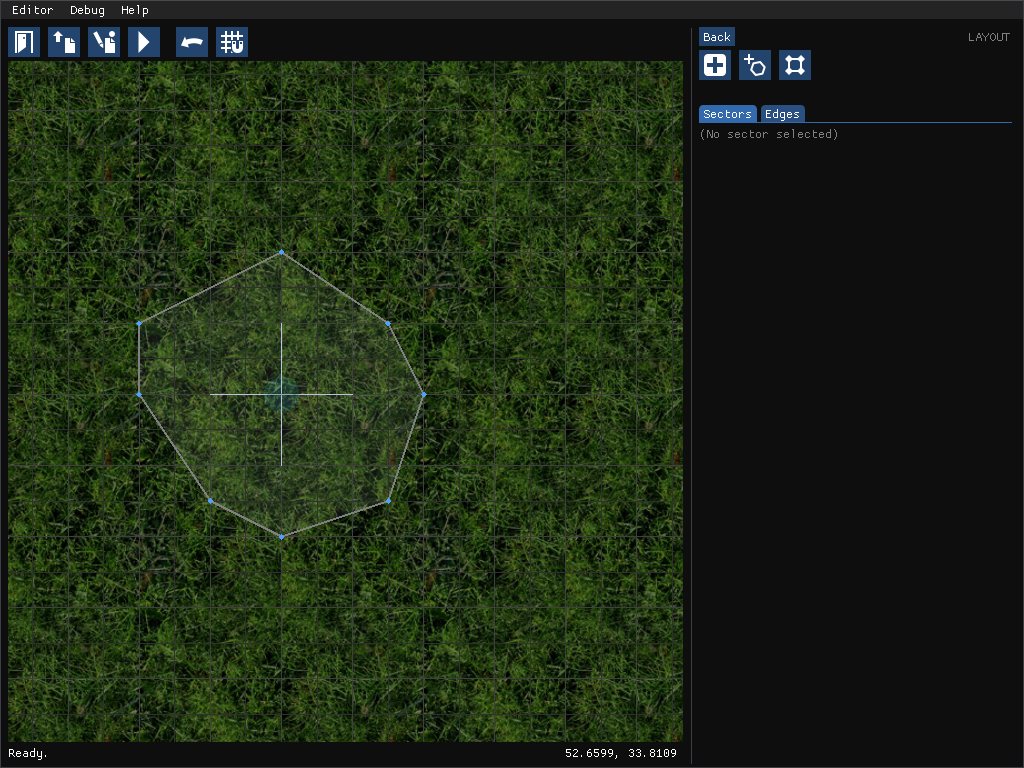 Editor Debug Help
Back LAYOUT
Sectors Edges
(No sector selected)
Ready. 52.6599, 33.8109